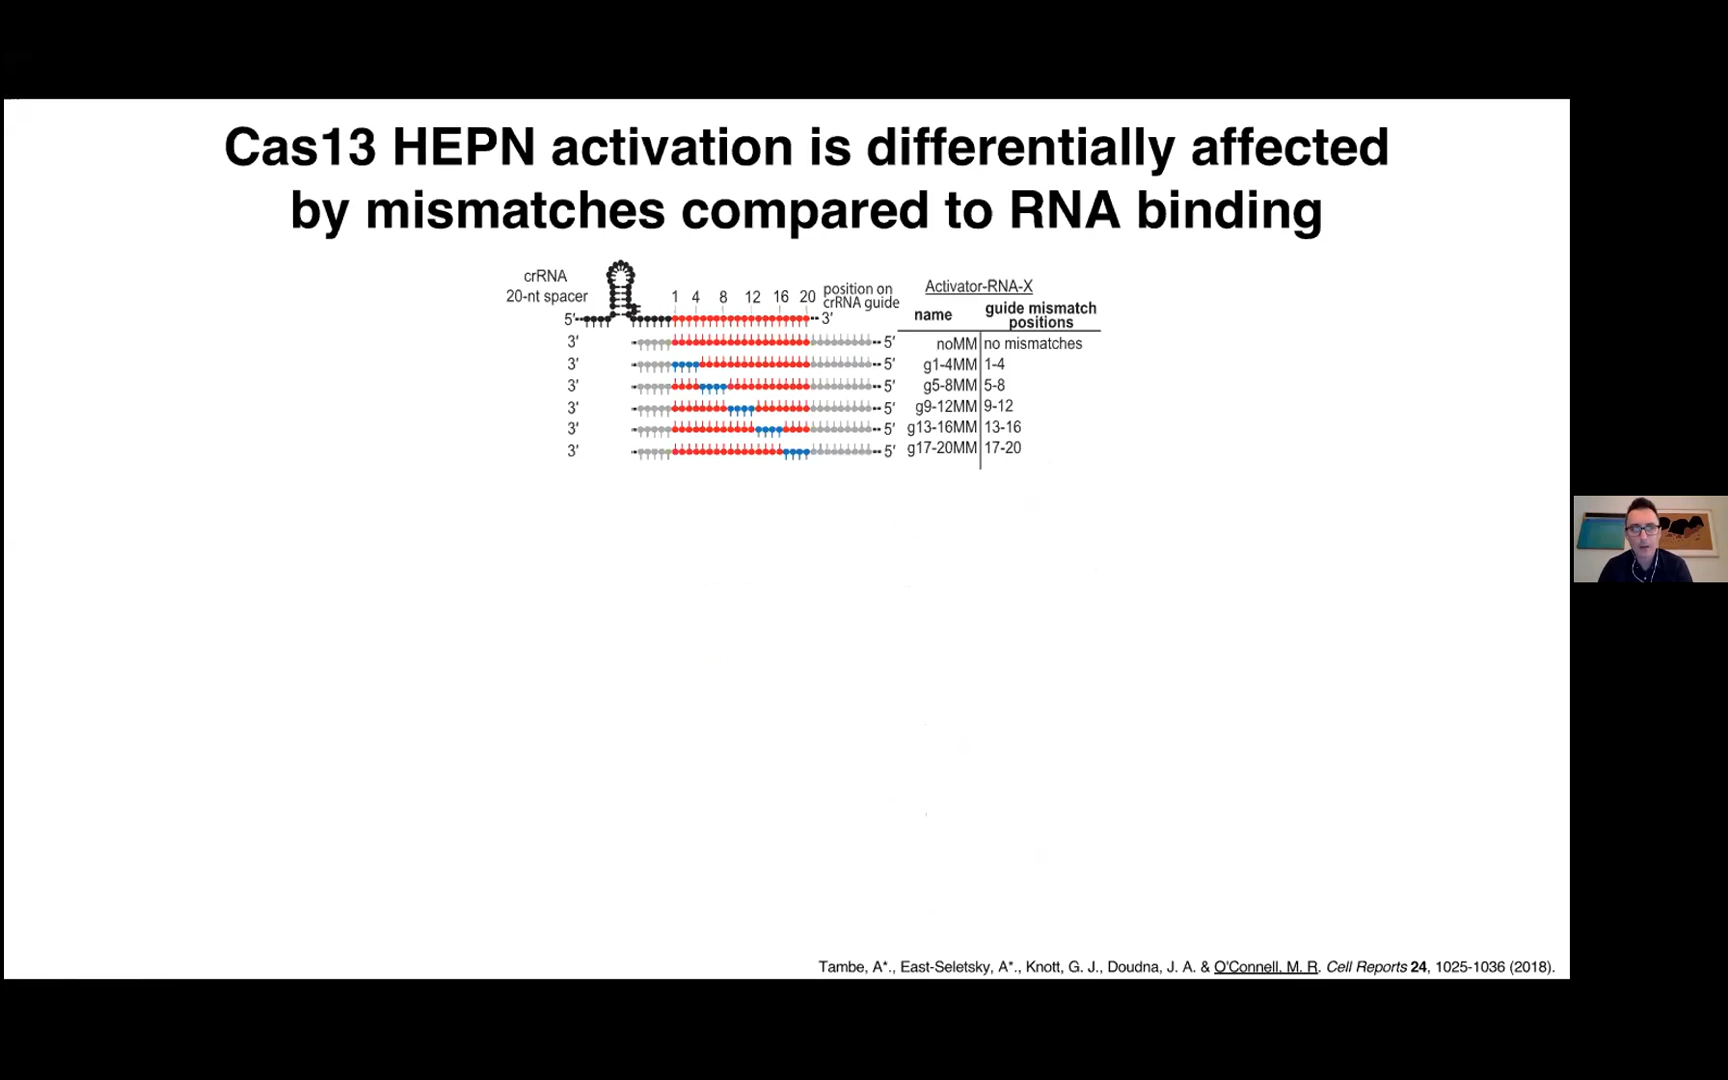 Cas13 HEPN activation is differentially affected
by mismatches compared to RNA binding
crRNA
20-nt spacer
1 4 8 12 16 20
position on
crRNA guide
5' 3'
3' 5'
3' 5'
3' 5'
3' 5'
3' 5'
3' 5'
Activator-RNA-X
name
guide mismatch
positions
noMM no mismatches
g1-4MM 1-4
g5-8MM 5-8
g9-12MM 9-12
g13-16MM 13-16
g17-20MM 17-20
Tambe, A*., East-Seletsky, A*., Knott, G. J., Doudna, J. A. & O'Connell, M. R. Cell Reports 24, 1025-1036 (2018).